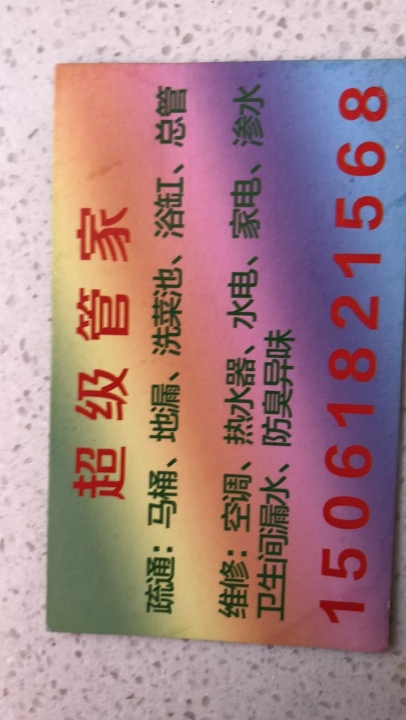 超级管家
疏通：马桶、地漏、洗菜池、浴缸、总管
维修：空调、热水器、水电、家电、渗水
卫生间漏水、防臭异味
15061821568